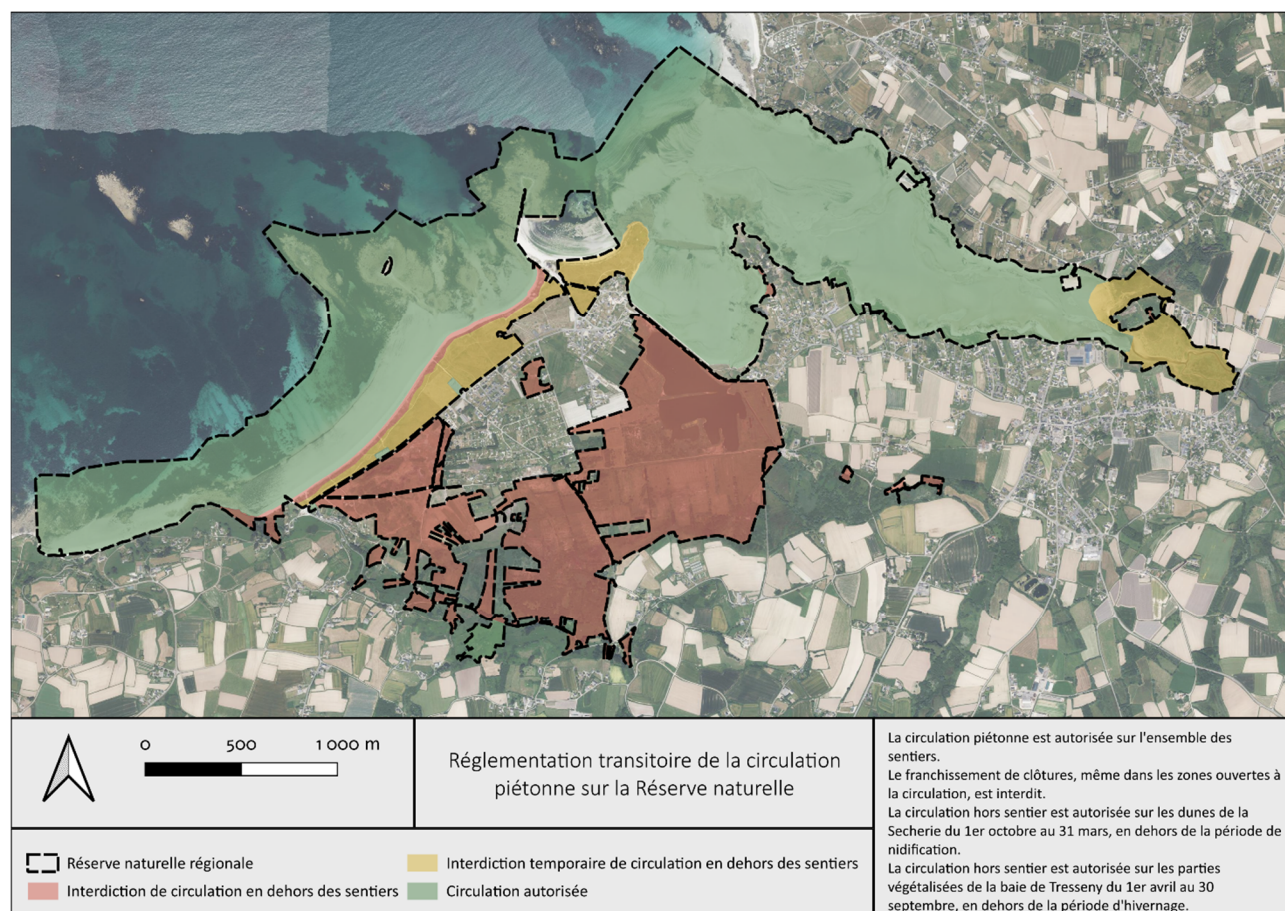 0 500 1 000 m
Réglementation transitoire de la circulation
piétonne sur la Réserve naturelle
La circulation piétonne est autorisée sur l'ensemble des
sentiers.
Le franchissement de clôtures, même dans les zones ouvertes à
la circulation, est interdit.
La circulation hors sentier est autorisée sur les dunes de la
Secherie du 1er octobre au 31 mars, en dehors de la période de
nidification.
La circulation hors sentier est autorisée sur les parties
végétalisées de la baie de Tresseny du 1er avril au 30
septembre, en dehors de la période d'hivernage.
Réserve naturelle régionale
Interdiction de circulation en dehors des sentiers
Interdiction temporaire de circulation en dehors des sentiers
Circulation autorisée